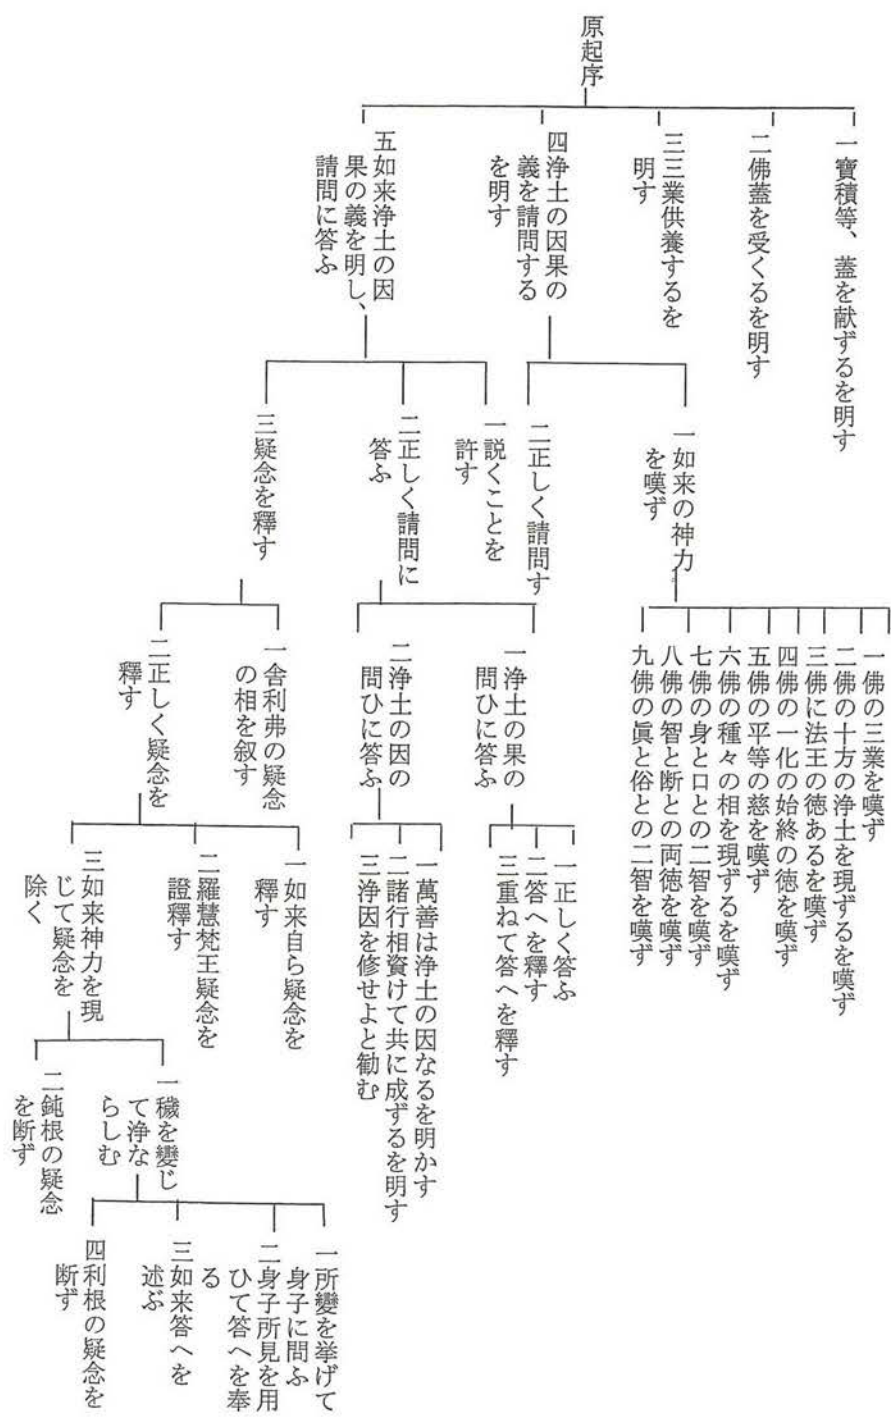 原起序
一寶積等、蓋を献ずるを明す
二佛蓋を受くるを明す
三三業供養するを
明す
四浄土の因果の
義を請問する
を明す
五如来浄土の因
果の義を明し、
請問に答ふ
一如来の神力
を嘆ず
二正しく請問す
一説くことを
許す
二正しく請問に
答ふ
三疑念を釋す
一佛の三業を嘆ず
二佛の十方の浄土を現ずるを嘆ず
三佛に法王の徳あるを嘆ず
四佛の一化の始終の徳を嘆ず
五佛の平等の慈を嘆ず
六佛の種々の相を現ずるを嘆ず
七佛の身と口との二智を嘆ず
八佛の智と断との両徳を嘆ず
九佛の眞と俗との二智を嘆ず
一浄土の果の
問ひに答ふ
二浄土の因の
問ひに答ふ
一舎利弗の疑念
の相を叙す
二正しく疑念を
釋す
一正しく答ふ
二答へを釋す
三重ねて答へを釋す
一萬善は浄土の因なるを明かす
二諸行相資けて共に成ずるを明す
三浄因を修せよと勧む
一如来自ら疑念を
釋す
二羅慧梵王疑念を
證釋す
三如来神力を現
じて疑念を
除く
一穢を變じ
て浄な
らしむ
二鈍根の疑念
を断ず
一所變を挙げて
身子に問ふ
二身子所見を用
ひて答へを奉
る
三如来答へを
述ぶ
四利根の疑念を
断ず